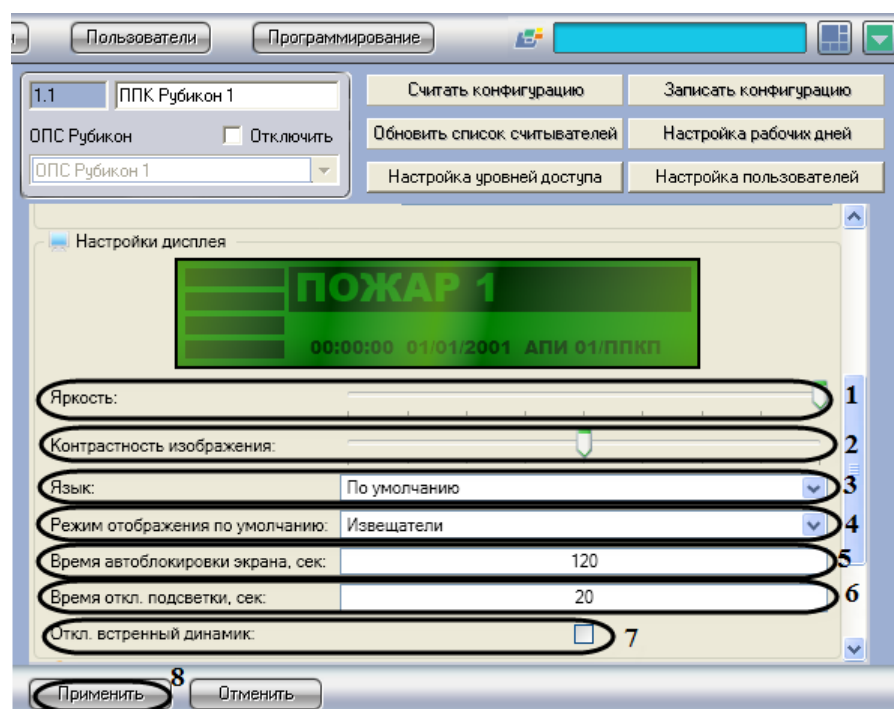 Пользователи
Программирование
1.1
ППК Рубикон 1
Считать конфигурацию
Записать конфигурацию
ОПС Рубикон
Отключить
Обновить список считывателей
Настройка рабочих дней
ОПС Рубикон 1
Настройка уровней доступа
Настройка пользователей
Настройки дисплея
ПОЖАР 1
00:00:00 01/01/2001 АПИ 01/ППКП
Яркость:
1
Контрастность изображения:
2
Язык:
По умолчанию
3
Режим отображения по умолчанию:
Извещатели
4
Время автоблокировки экрана, сек:
120
5
Время откл. подсветки, сек:
20
6
Откл. встренный динамик:
7
Применить
8
Отменить